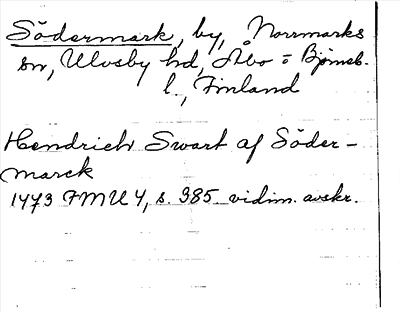 Södermark, by, Norrmarks
sn, Ulvsby hd, Åbo = Björneb.
l., Finland
Hendrich Swart af Söder-
marck
1473 FMU 4, s. 385 vidim. avskr.